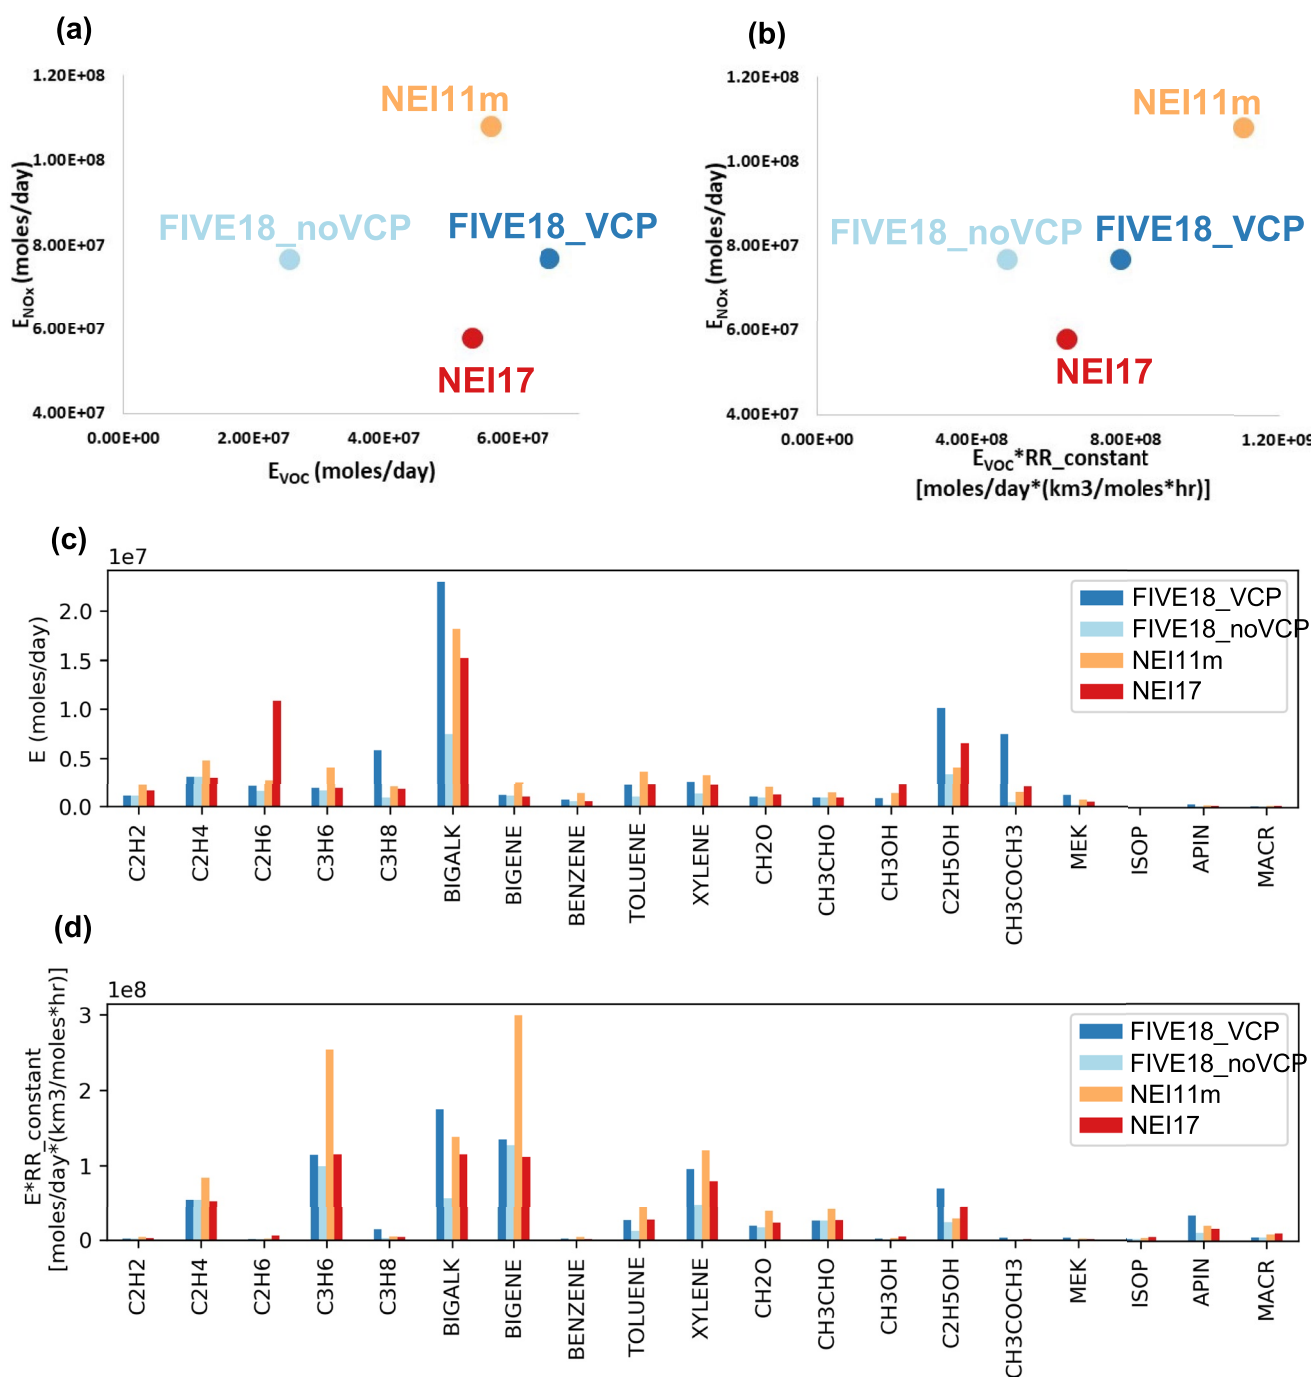 (a)
1.20E+08
1.00E+08
8.00E+07
6.00E+07
4.00E+07
E_NOx (moles/day)
NEI11m
FIVE18_noVCP
FIVE18_VCP
NEI17
0.00E+00 2.00E+07 4.00E+07 6.00E+07
E_VOC (moles/day)
(b)
1.20E+08
1.00E+08
8.00E+07
6.00E+07
4.00E+07
E_NOx (moles/day)
NEI11m
FIVE18_noVCP
FIVE18_VCP
NEI17
0.00E+00 4.00E+08 8.00E+08 1.20E+09
E_VOC*RR_constant
[moles/day*(km3/moles*hr)]
(c)
1e7
2.0
1.5
1.0
0.5
0.0
E (moles/day)
FIVE18_VCP
FIVE18_noVCP
NEI11m
NEI17
C2H2
C2H4
C2H6
C3H6
C3H8
BIGALK
BIGENE
BENZENE
TOLUENE
XYLENE
CH2O
CH3CHO
CH3OH
C2H5OH
CH3COCH3
MEK
ISOP
APIN
MACR
(d)
1e8
3
2
1
0
E*RR_constant
[moles/day*(km3/moles*hr)]
FIVE18_VCP
FIVE18_noVCP
NEI11m
NEI17
C2H2
C2H4
C2H6
C3H6
C3H8
BIGALK
BIGENE
BENZENE
TOLUENE
XYLENE
CH2O
CH3CHO
CH3OH
C2H5OH
CH3COCH3
MEK
ISOP
APIN
MACR